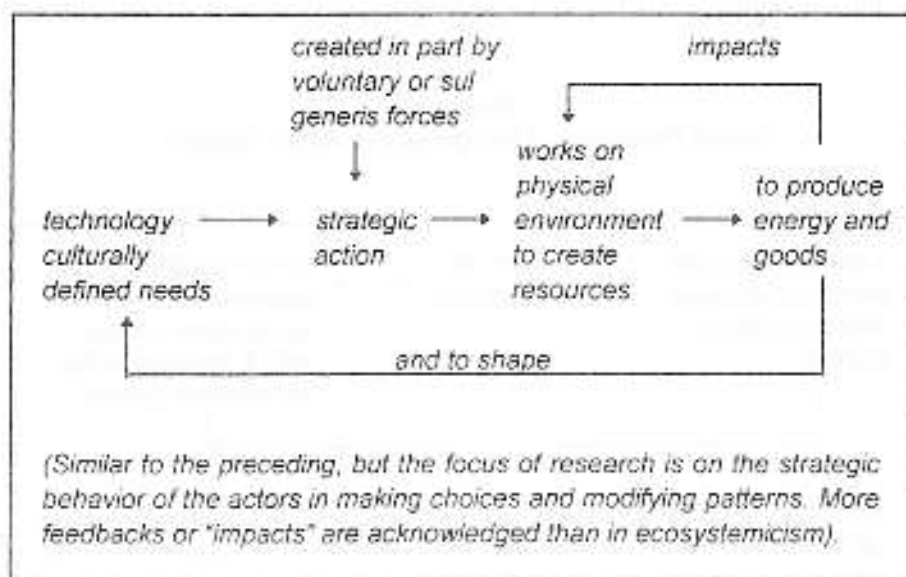 created in part by
voluntary or sul
generis forces
impacts
technology
culturally
defined needs
strategic
action
works on
physical
environment
to create
resources
to produce
energy and
goods
and to shape
(Similar to the preceding, but the focus of research is on the strategic
behavior of the actors in making choices and modifying patterns. More
feedbacks or "impacts" are acknowledged than in ecosystemicism).